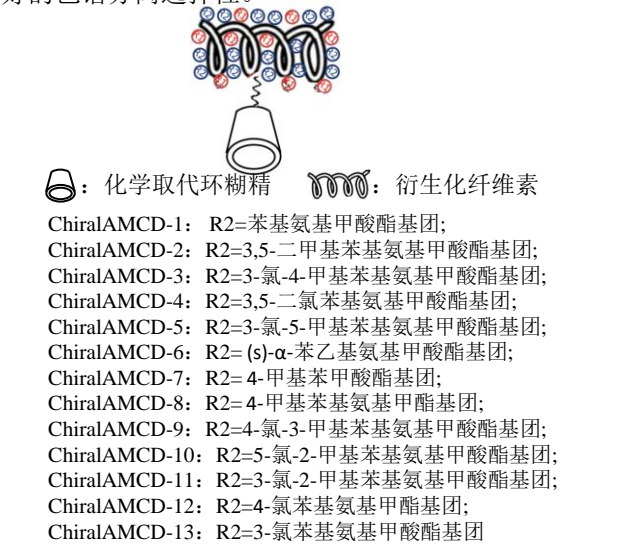 ：化学取代环糊精 ：衍生化纤维素
ChiralAMCD-1： R2=苯基氨基甲酸酯基团;
ChiralAMCD-2：R2=3,5-二甲基苯基氨基甲酸酯基团;
ChiralAMCD-3：R2=3-氯-4-甲基苯基氨基甲酸酯基团;
ChiralAMCD-4：R2=3,5-二氯苯基氨基甲酸酯基团;
ChiralAMCD-5：R2=3-氯-5-甲基苯基氨基甲酸酯基团;
ChiralAMCD-6：R2= (s)-α-苯乙基氨基甲酸酯基团;
ChiralAMCD-7：R2= 4-甲基苯甲酸酯基团;
ChiralAMCD-8：R2= 4-甲基苯基氨基甲酯基团;
ChiralAMCD-9：R2=4-氯-3-甲基苯基氨基甲酸酯基团;
ChiralAMCD-10：R2=5-氯-2-甲基苯基氨基甲酸酯基团;
ChiralAMCD-11：R2=3-氯-2-甲基苯基氨基甲酸酯基团;
ChiralAMCD-12：R2=4-氯苯基氨基甲酯基团;
ChiralAMCD-13：R2=3-氯苯基氨基甲酸酯基团